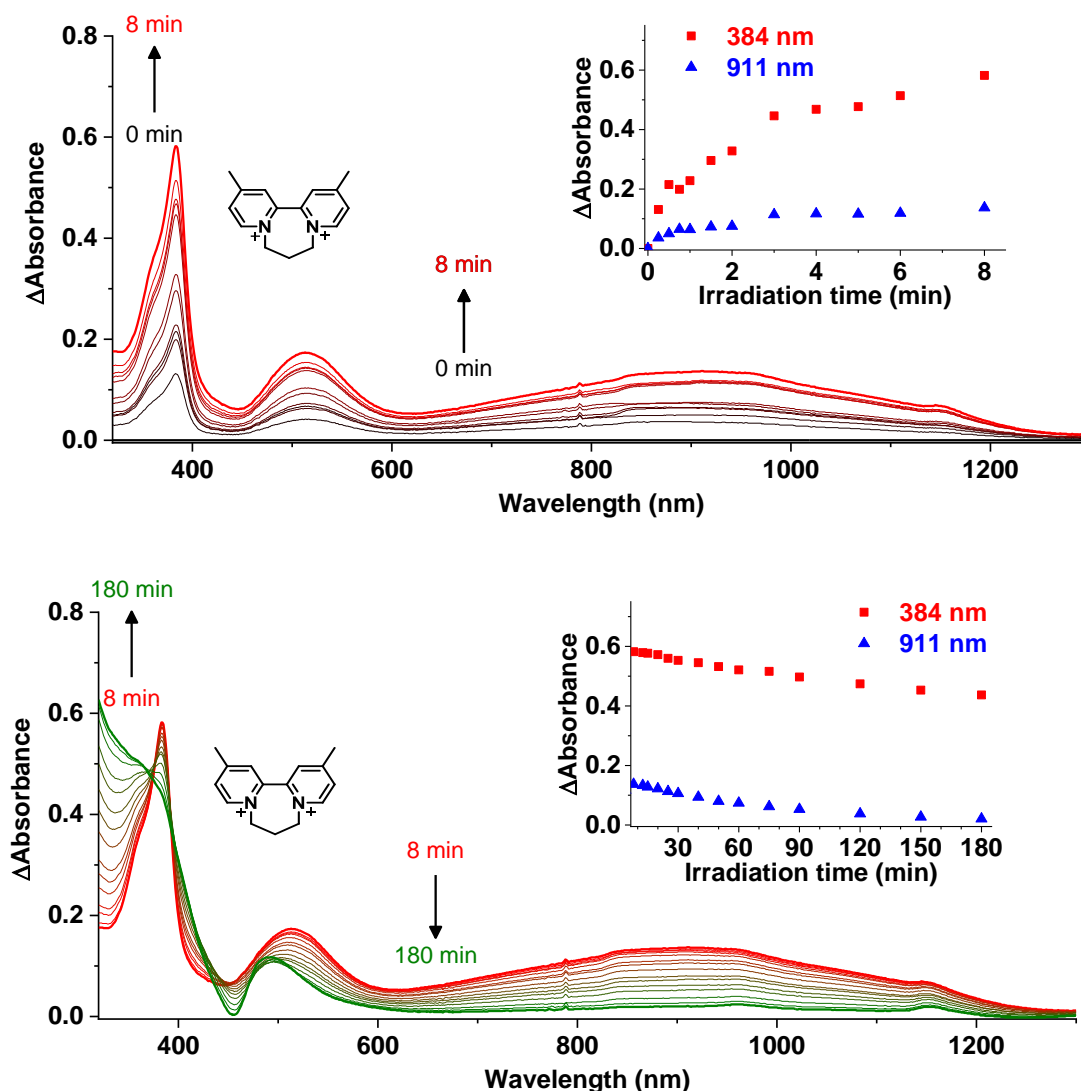 0.8
0.6
0.4
0.2
0.0
ΔAbsorbance
400 600 800 1000 1200
Wavelength (nm)
8 min
0 min
N N
+ +
8 min
0 min
384 nm
911 nm
0.6
0.4
0.2
0.0
ΔAbsorbance
0 2 4 6 8
Irradiation time (min)
0.8
0.6
0.4
0.2
0.0
ΔAbsorbance
400 600 800 1000 1200
Wavelength (nm)
180 min
8 min
N N
+ +
8 min
180 min
384 nm
911 nm
0.6
0.4
0.2
0.0
ΔAbsorbance
30 60 90 120 150 180
Irradiation time (min)